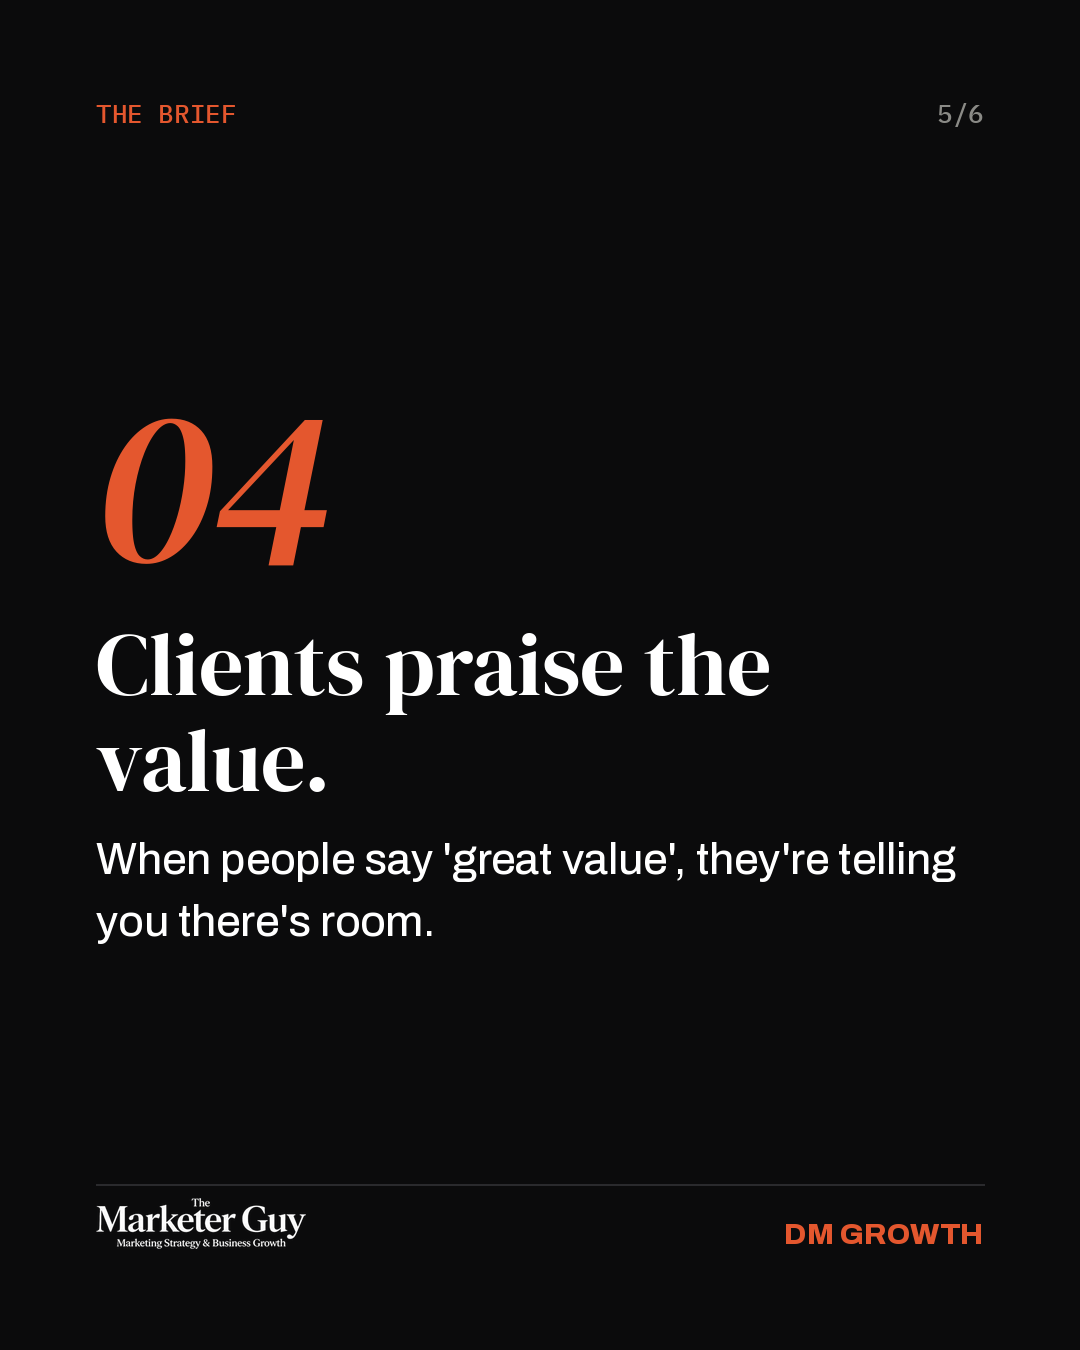 THE BRIEF
5/6
04
Clients praise the
value.
When people say 'great value', they're telling
you there's room.
The
Marketer Guy
Marketing Strategy & Business Growth
DM GROWTH